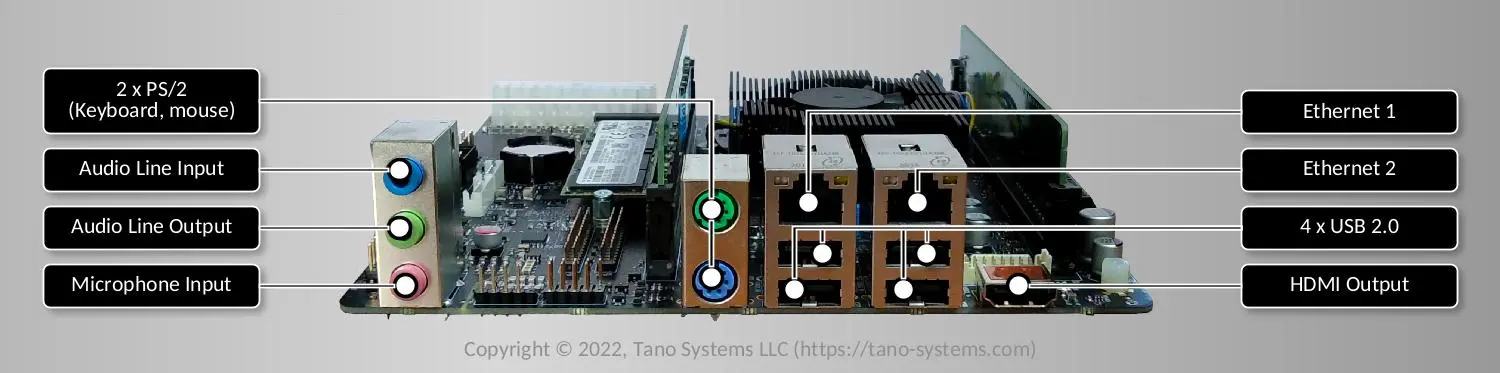 2 x PS/2
(Keyboard, mouse)
Audio Line Input
Audio Line Output
Microphone Input
Ethernet 1
Ethernet 2
4 x USB 2.0
HDMI Output
Copyright © 2022, Tano Systems LLC (https://tano-systems.com)